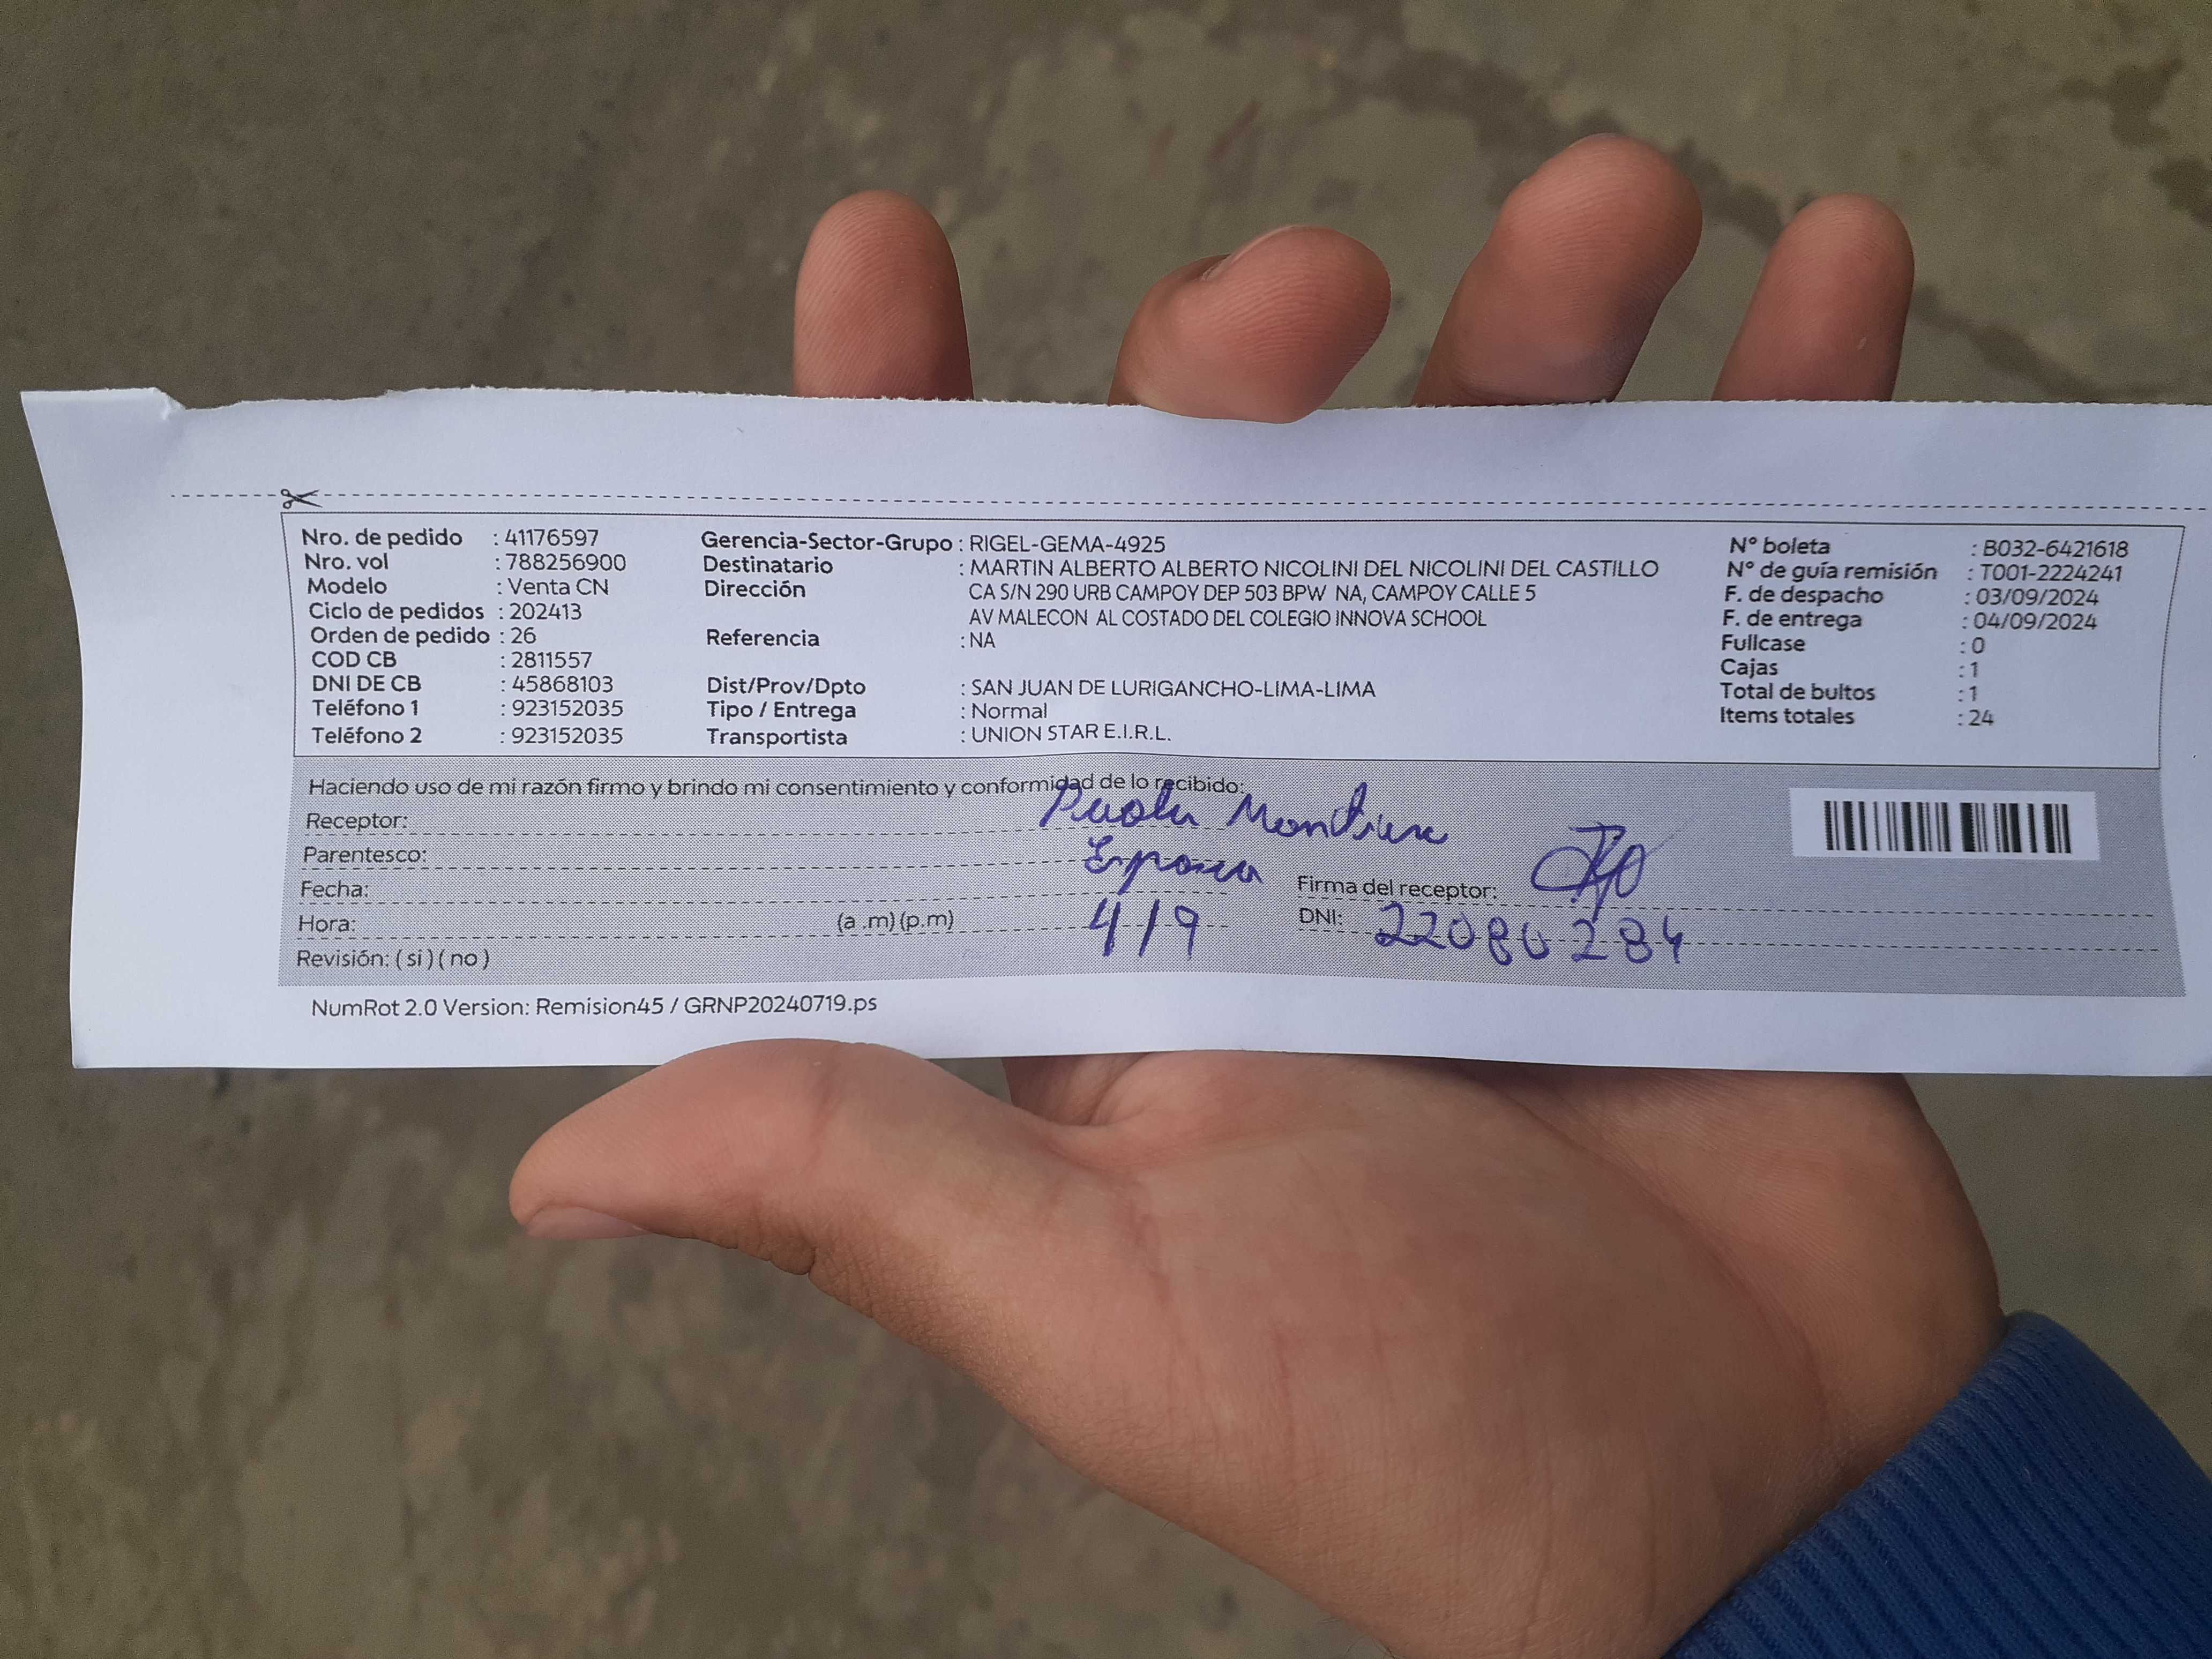 Nro. de pedido : 41176597
Nro. vol : 788256900
Modelo : Venta CN
Ciclo de pedidos : 202413
Orden de pedido : 26
COD CB : 2811557
DNI DE CB : 45868103
Teléfono 1 : 923152035
Teléfono 2 : 923152035
Gerencia-Sector-Grupo : RIGEL-GEMA-4925
Destinatario : MARTIN ALBERTO ALBERTO NICOLINI DEL NICOLINI DEL CASTILLO
Dirección CA S/N 290 URB CAMPOY DEP 503 BPW NA, CAMPOY CALLE 5
AV MALECON AL COSTADO DEL COLEGIO INNOVA SCHOOL
Referencia : NA
Dist/Prov/Dpto : SAN JUAN DE LURIGANCHO-LIMA-LIMA
Tipo / Entrega : Normal
Transportista : UNION STAR E.I.R.L.
N° boleta : B032-6421618
N° de guía remisión : T001-2224241
F. de despacho : 03/09/2024
F. de entrega : 04/09/2024
Fullcase : 0
Cajas : 1
Total de bultos : 1
Items totales : 24
Haciendo uso de mi razón firmo y brindo mi consentimiento y conformidad de lo recibido:
Receptor: Paola
Parentesco: Esposa
Fecha: 4/9
Hora: (a .m) (p.m)
Revisión: ( si ) ( no )
Firma del receptor:
DNI:
NumRot 2.0 Version: Remision45 / GRNP20240719.ps